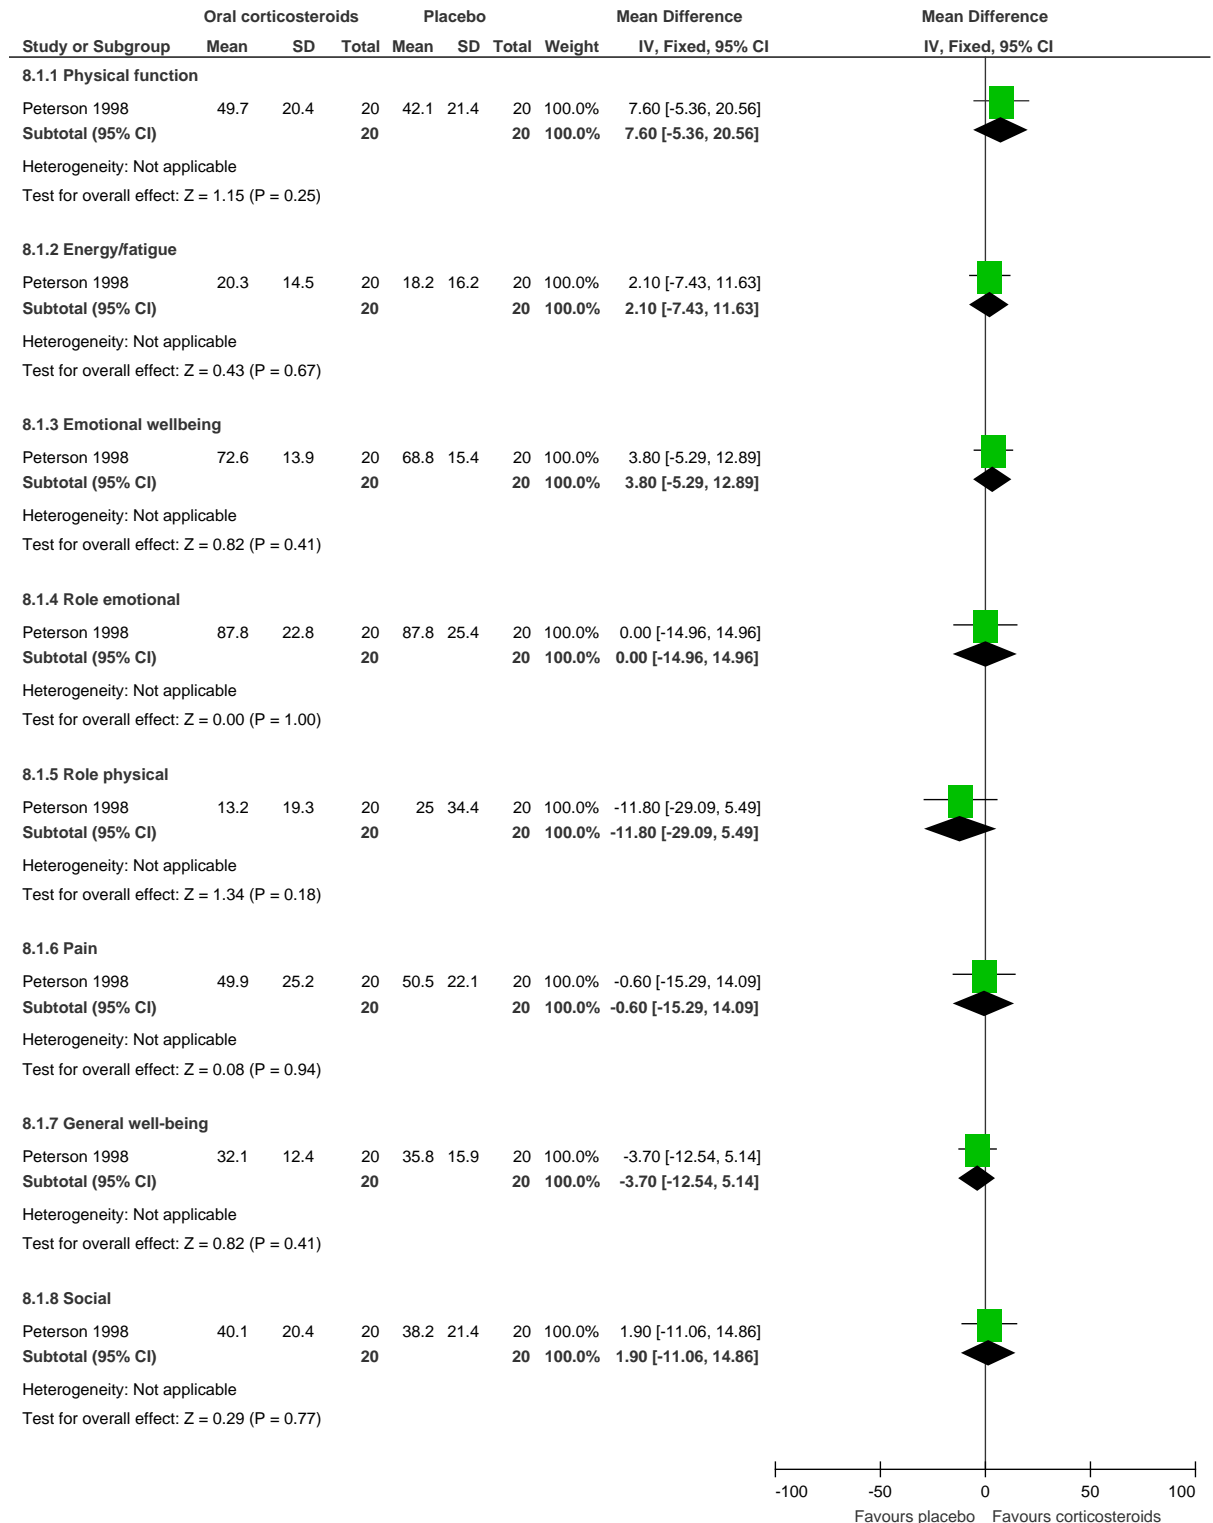 Oral corticosteroids Placebo Mean Difference Mean Difference
Study or Subgroup Mean SD Total Mean SD Total Weight IV, Fixed, 95% CI IV, Fixed, 95% CI
8.1.1 Physical function
Peterson 1998 49.7 20.4 20 42.1 21.4 20 100.0% 7.60 [-5.36, 20.56]
Subtotal (95% CI) 20 20 100.0% 7.60 [-5.36, 20.56]
Heterogeneity: Not applicable
Test for overall effect: Z = 1.15 (P = 0.25)
8.1.2 Energy/fatigue
Peterson 1998 20.3 14.5 20 18.2 16.2 20 100.0% 2.10 [-7.43, 11.63]
Subtotal (95% CI) 20 20 100.0% 2.10 [-7.43, 11.63]
Heterogeneity: Not applicable
Test for overall effect: Z = 0.43 (P = 0.67)
8.1.3 Emotional wellbeing
Peterson 1998 72.6 13.9 20 68.8 15.4 20 100.0% 3.80 [-5.29, 12.89]
Subtotal (95% CI) 20 20 100.0% 3.80 [-5.29, 12.89]
Heterogeneity: Not applicable
Test for overall effect: Z = 0.82 (P = 0.41)
8.1.4 Role emotional
Peterson 1998 87.8 22.8 20 87.8 25.4 20 100.0% 0.00 [-14.96, 14.96]
Subtotal (95% CI) 20 20 100.0% 0.00 [-14.96, 14.96]
Heterogeneity: Not applicable
Test for overall effect: Z = 0.00 (P = 1.00)
8.1.5 Role physical
Peterson 1998 13.2 19.3 20 25 34.4 20 100.0% -11.80 [-29.09, 5.49]
Subtotal (95% CI) 20 20 100.0% -11.80 [-29.09, 5.49]
Heterogeneity: Not applicable
Test for overall effect: Z = 1.34 (P = 0.18)
8.1.6 Pain
Peterson 1998 49.9 25.2 20 50.5 22.1 20 100.0% -0.60 [-15.29, 14.09]
Subtotal (95% CI) 20 20 100.0% -0.60 [-15.29, 14.09]
Heterogeneity: Not applicable
Test for overall effect: Z = 0.08 (P = 0.94)
8.1.7 General well-being
Peterson 1998 32.1 12.4 20 35.8 15.9 20 100.0% -3.70 [-12.54, 5.14]
Subtotal (95% CI) 20 20 100.0% -3.70 [-12.54, 5.14]
Heterogeneity: Not applicable
Test for overall effect: Z = 0.82 (P = 0.41)
8.1.8 Social
Peterson 1998 40.1 20.4 20 38.2 21.4 20 100.0% 1.90 [-11.06, 14.86]
Subtotal (95% CI) 20 20 100.0% 1.90 [-11.06, 14.86]
Heterogeneity: Not applicable
Test for overall effect: Z = 0.29 (P = 0.77)
-100 -50 0 50 100
Favours placebo Favours corticosteroids